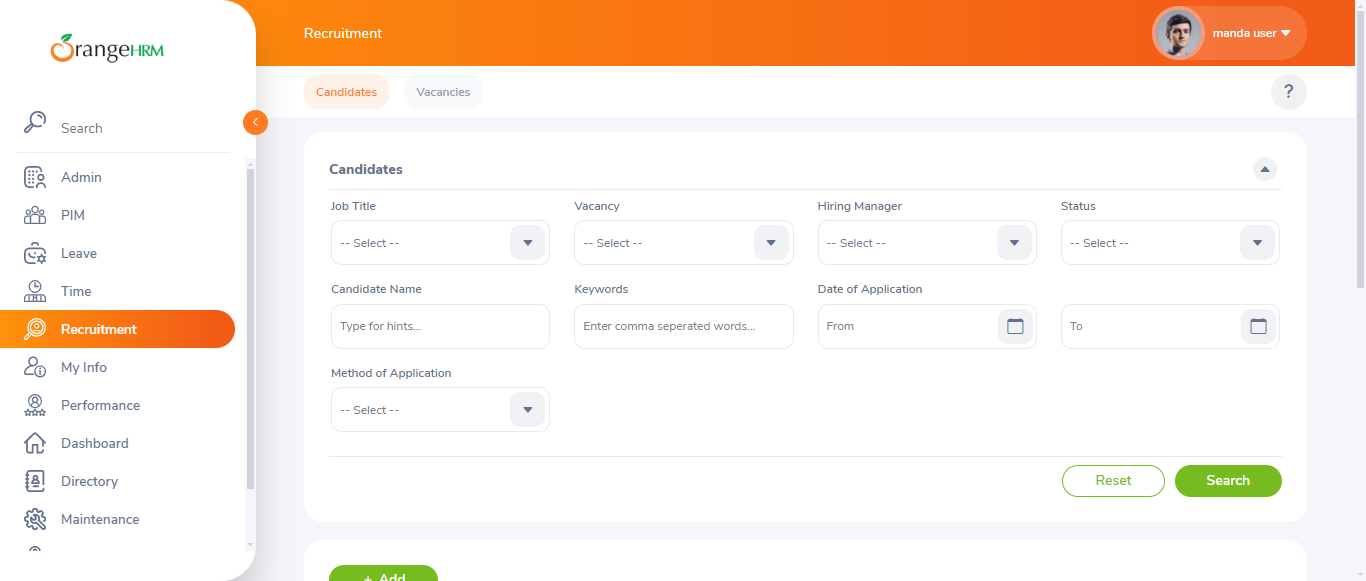 OrangeHRM
Recruitment
manda user
Candidates
Vacancies
?
Search
Admin
PIM
Leave
Time
Recruitment
My Info
Performance
Dashboard
Directory
Maintenance
Candidates
Job Title
Vacancy
Hiring Manager
Status
-- Select --
-- Select --
-- Select --
-- Select --
Candidate Name
Keywords
Date of Application
Type for hints...
Enter comma seperated words...
From
To
Method of Application
-- Select --
Reset
Search
+ Add